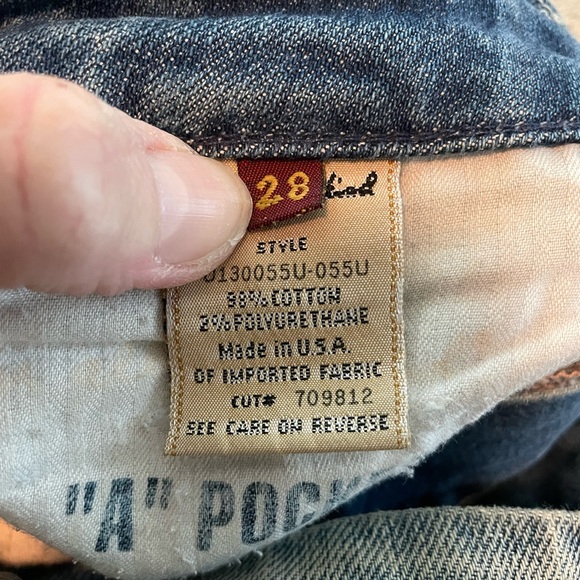 28 kind
STYLE
U130055U-055U
98% COTTON
2% POLYURETHANE
Made in U.S.A.
OF IMPORTED FABRIC
CUT# 709812
SEE CARE ON REVERSE
"A"